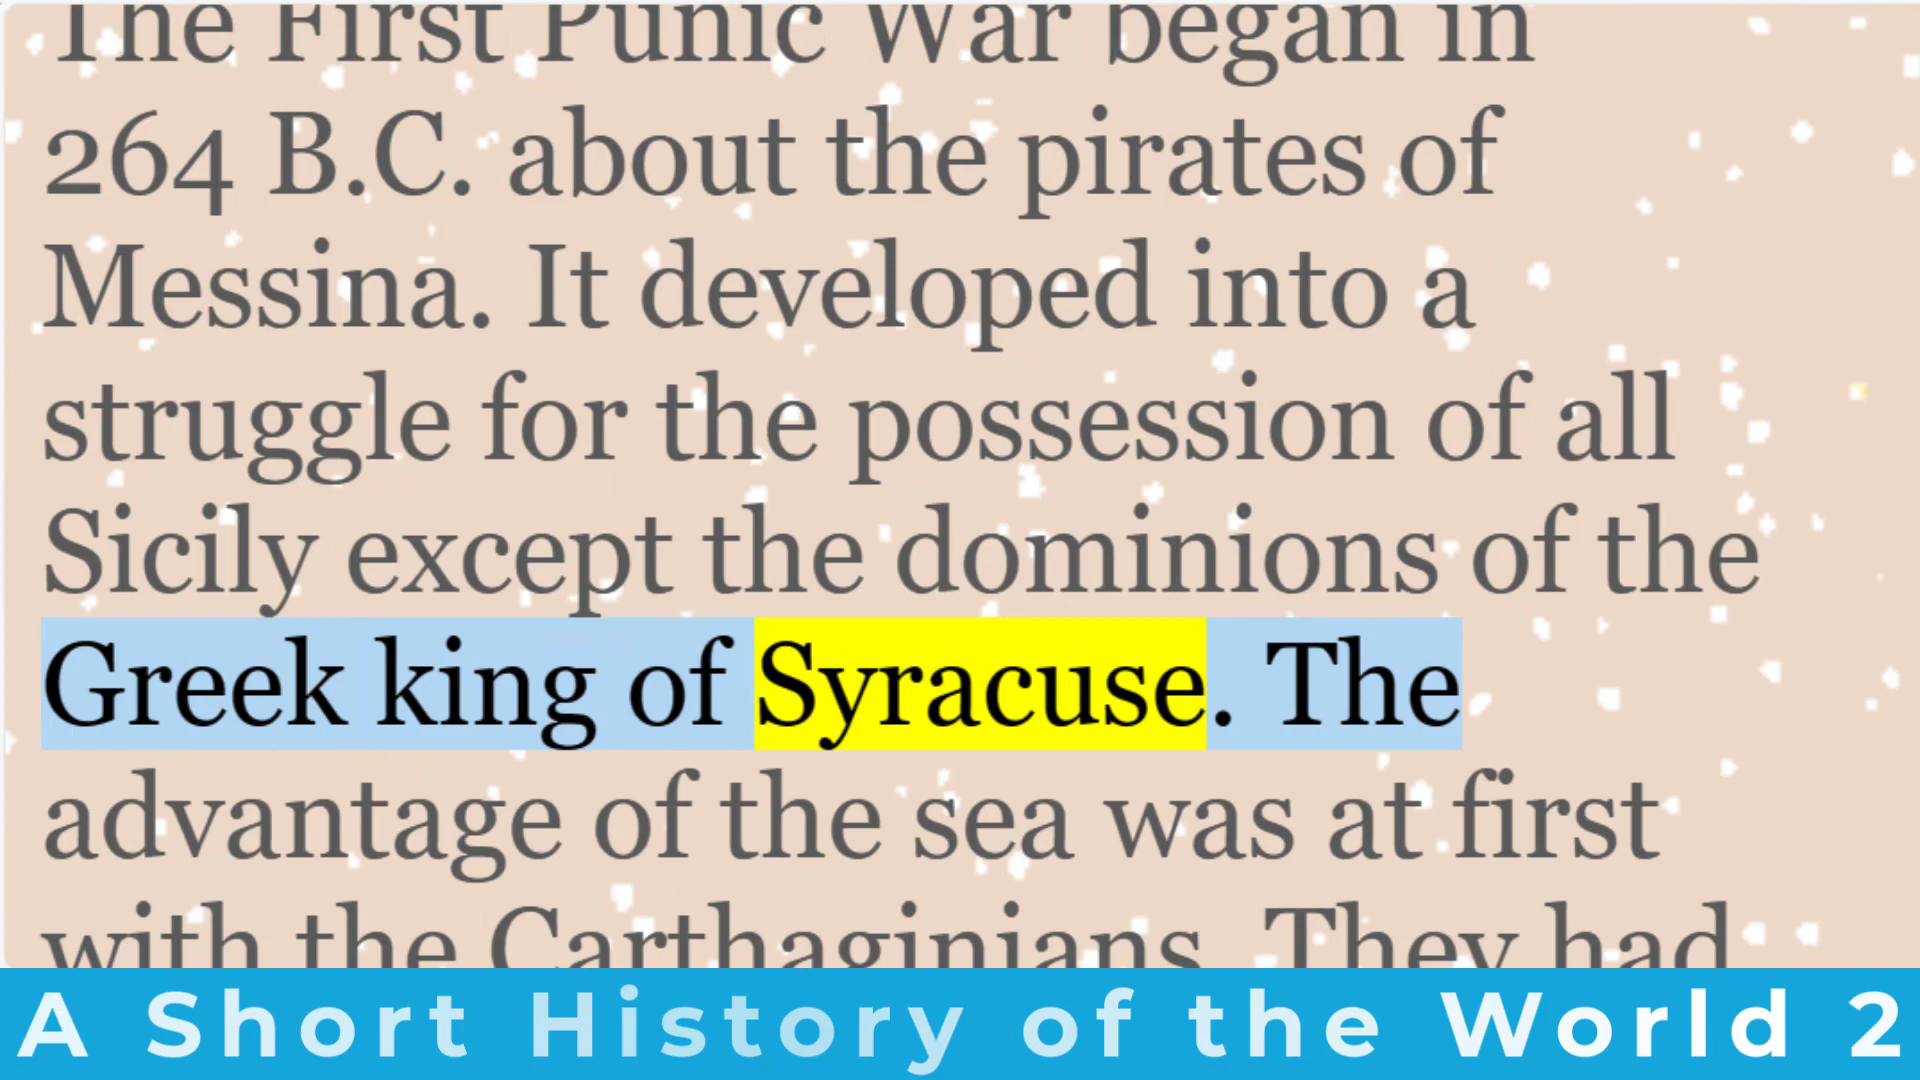 The First Punic War began in
264 B.C. about the pirates of
Messina. It developed into a
struggle for the possession of all
Sicily except the dominions of the
Greek king of Syracuse. The
advantage of the sea was at first
with the Carthaginians. They had
A Short History of the World 2